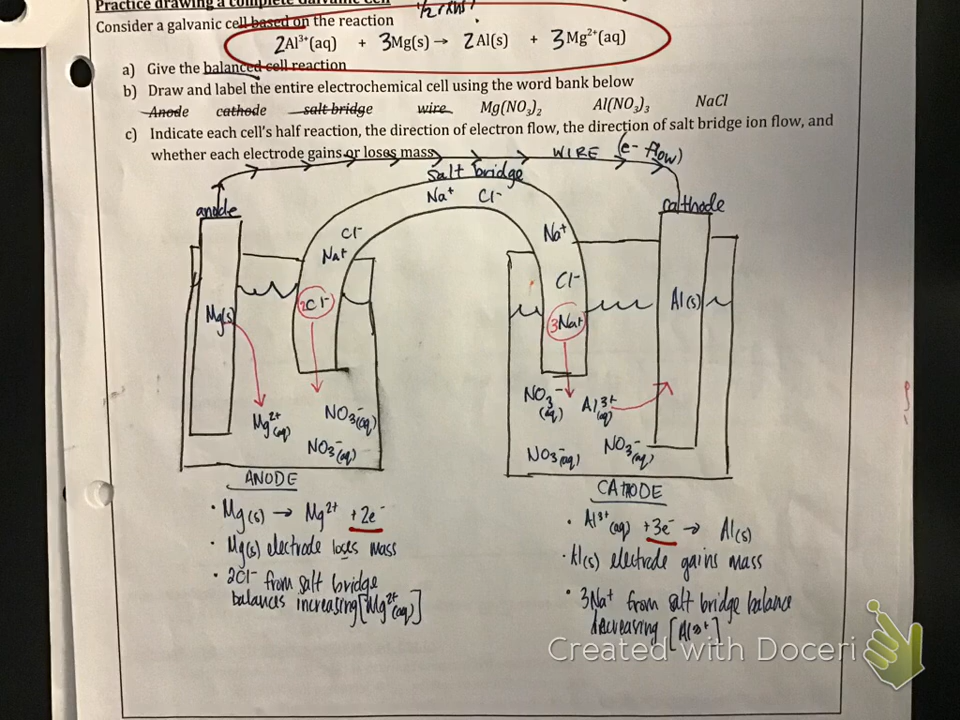 Practice drawing a complete Galvanic Cell
½ rxns!
Consider a galvanic cell based on the reaction
2Al³⁺(aq) + 3Mg(s) → 2Al(s) + 3Mg²⁺(aq)
a) Give the balanced cell reaction
b) Draw and label the entire electrochemical cell using the word bank below
Anode cathode salt bridge wire Mg(NO₃)₂ Al(NO₃)₃ NaCl
c) Indicate each cell's half reaction, the direction of electron flow, the direction of salt bridge ion flow, and
whether each electrode gains or loses mass
WIRE (e- flow)
Salt bridge
anode
Na⁺ Cl⁻
calthode
Cl⁻
Na⁺
Na⁺
Cl⁻
Mg(s)
2Cl⁻
3Na⁺
Al(s)
Mg²⁺(aq)
NO₃⁻(aq)
NO₃⁻(aq)
NO₃⁻(aq)
Al³⁺(aq)
NO₃⁻(aq)
NO₃⁻(aq)
ANODE
• Mg(s) → Mg²⁺ +2e⁻
• Mg(s) electrode loses mass
• 2Cl⁻ from salt bridge
balances increasing [Mg²⁺(aq)]
CATHODE
• Al³⁺(aq) +3e⁻ → Al(s)
• Al(s) electrode gains mass
• 3Na⁺ from salt bridge balance
decreasing [Al³⁺]
Created with Doceri